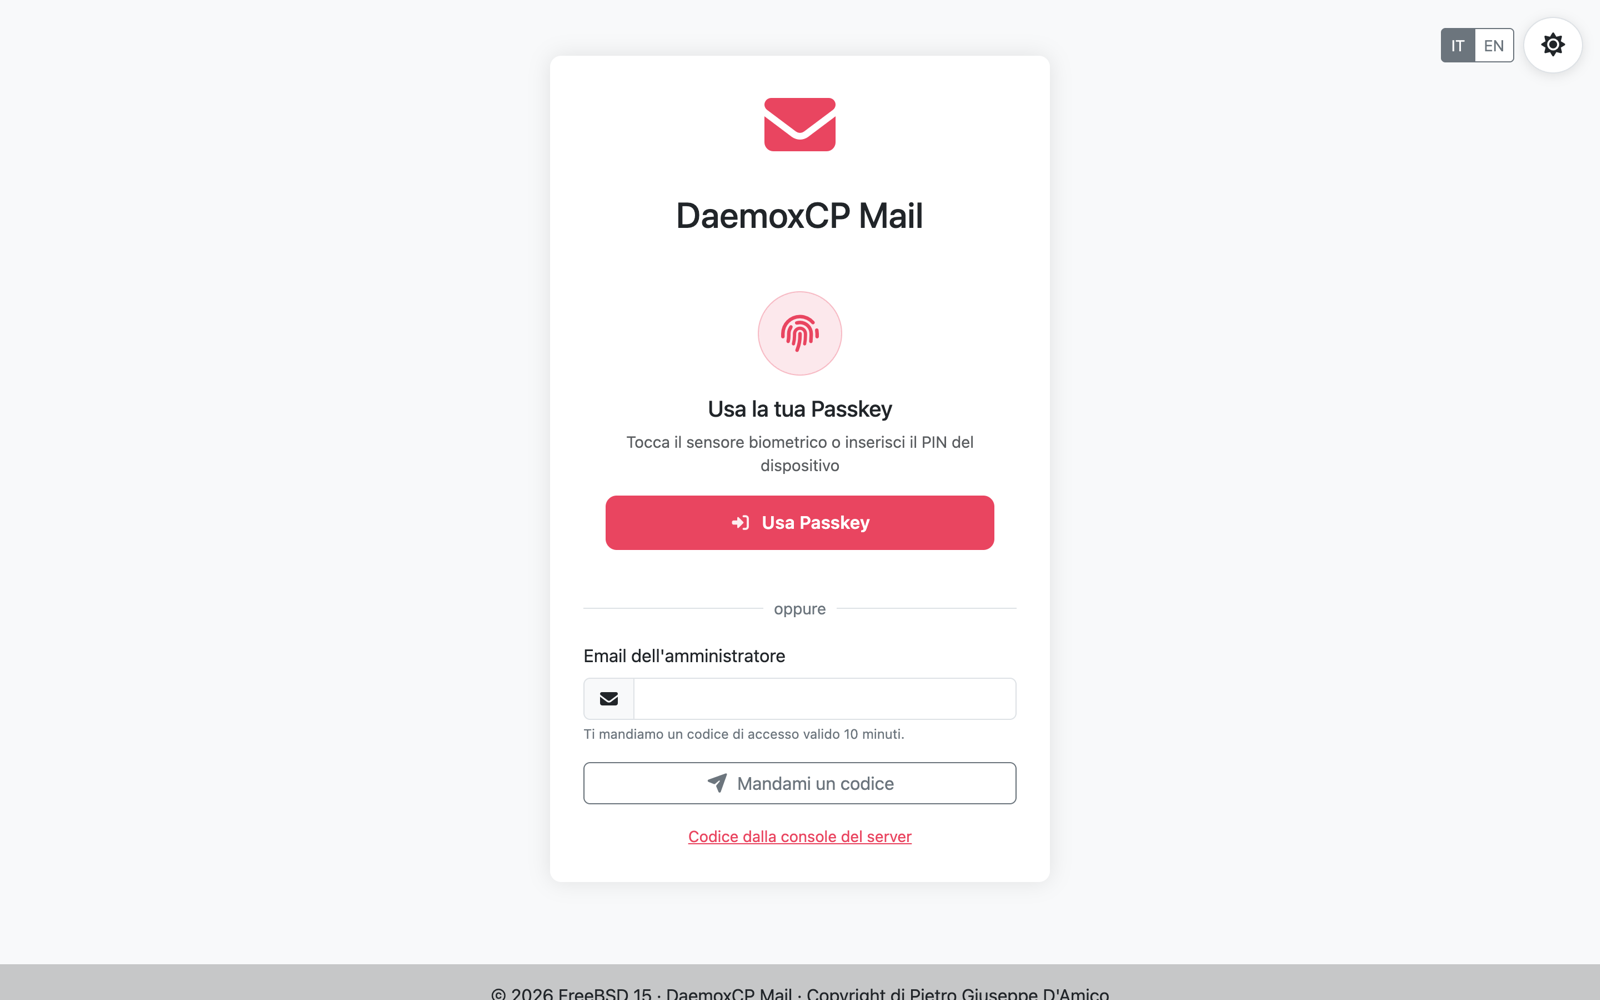 IT EN
DaemoxCP Mail
Usa la tua Passkey
Tocca il sensore biometrico o inserisci il PIN del
dispositivo
Usa Passkey
oppure
Email dell'amministratore
Ti mandiamo un codice di accesso valido 10 minuti.
Mandami un codice
Codice dalla console del server
© 2026 FreeBSD 15 · DaemoxCP Mail · Copyright di Pietro Giuseppe D'Amico